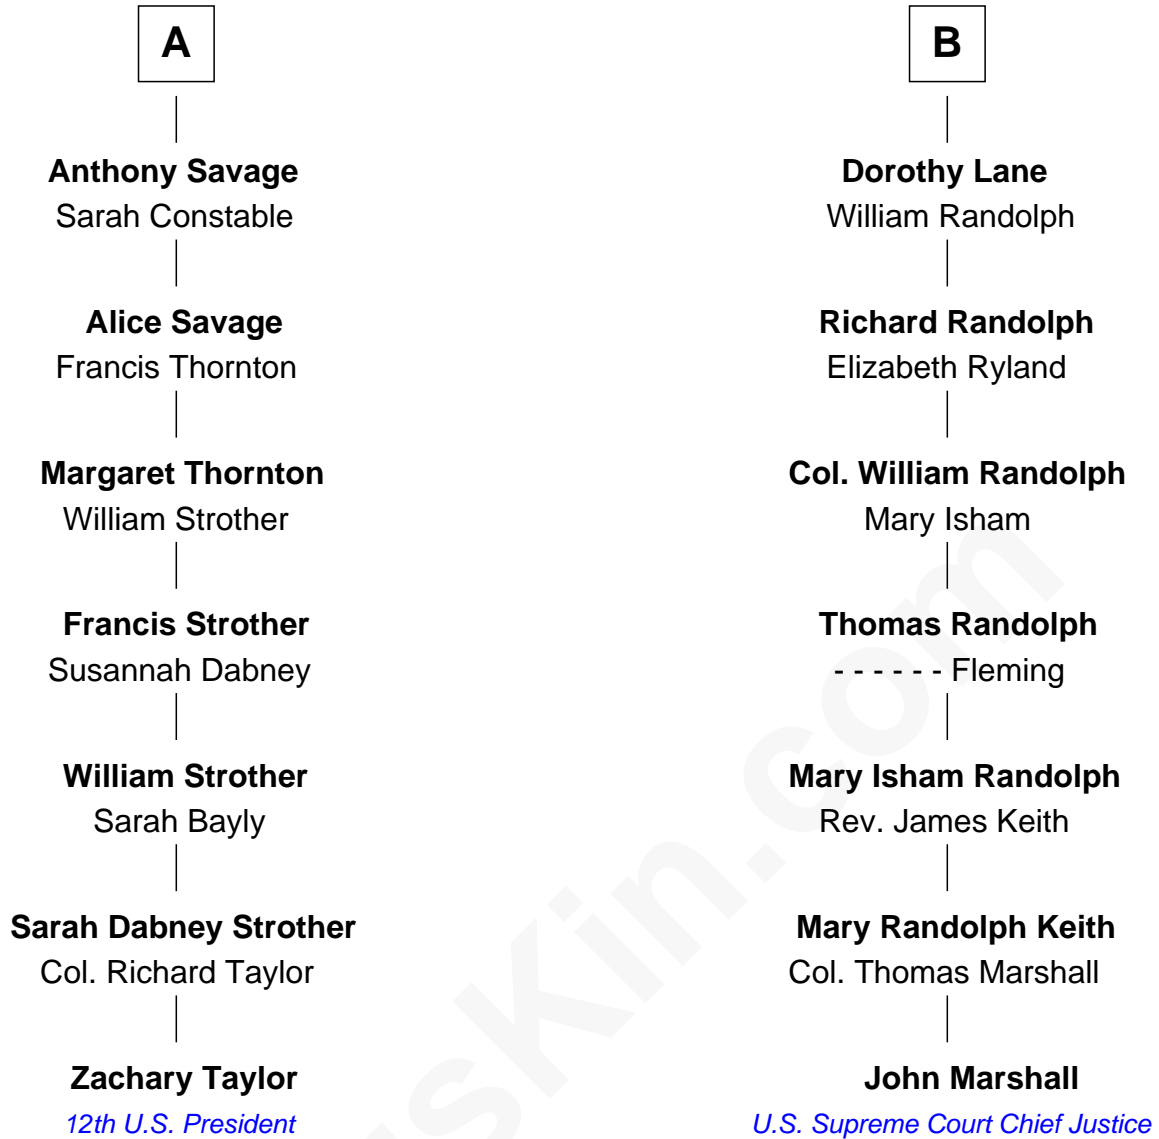 A
Anthony Savage
Sarah Constable
Alice Savage
Francis Thornton
Margaret Thornton
William Strother
Francis Strother
Susannah Dabney
William Strother
Sarah Bayly
Sarah Dabney Strother
Col. Richard Taylor
Zachary Taylor
12th U.S. President
B
Dorothy Lane
William Randolph
Richard Randolph
Elizabeth Ryland
Col. William Randolph
Mary Isham
Thomas Randolph
- - - - - - Fleming
Mary Isham Randolph
Rev. James Keith
Mary Randolph Keith
Col. Thomas Marshall
John Marshall
U.S. Supreme Court Chief Justice
sKin.com